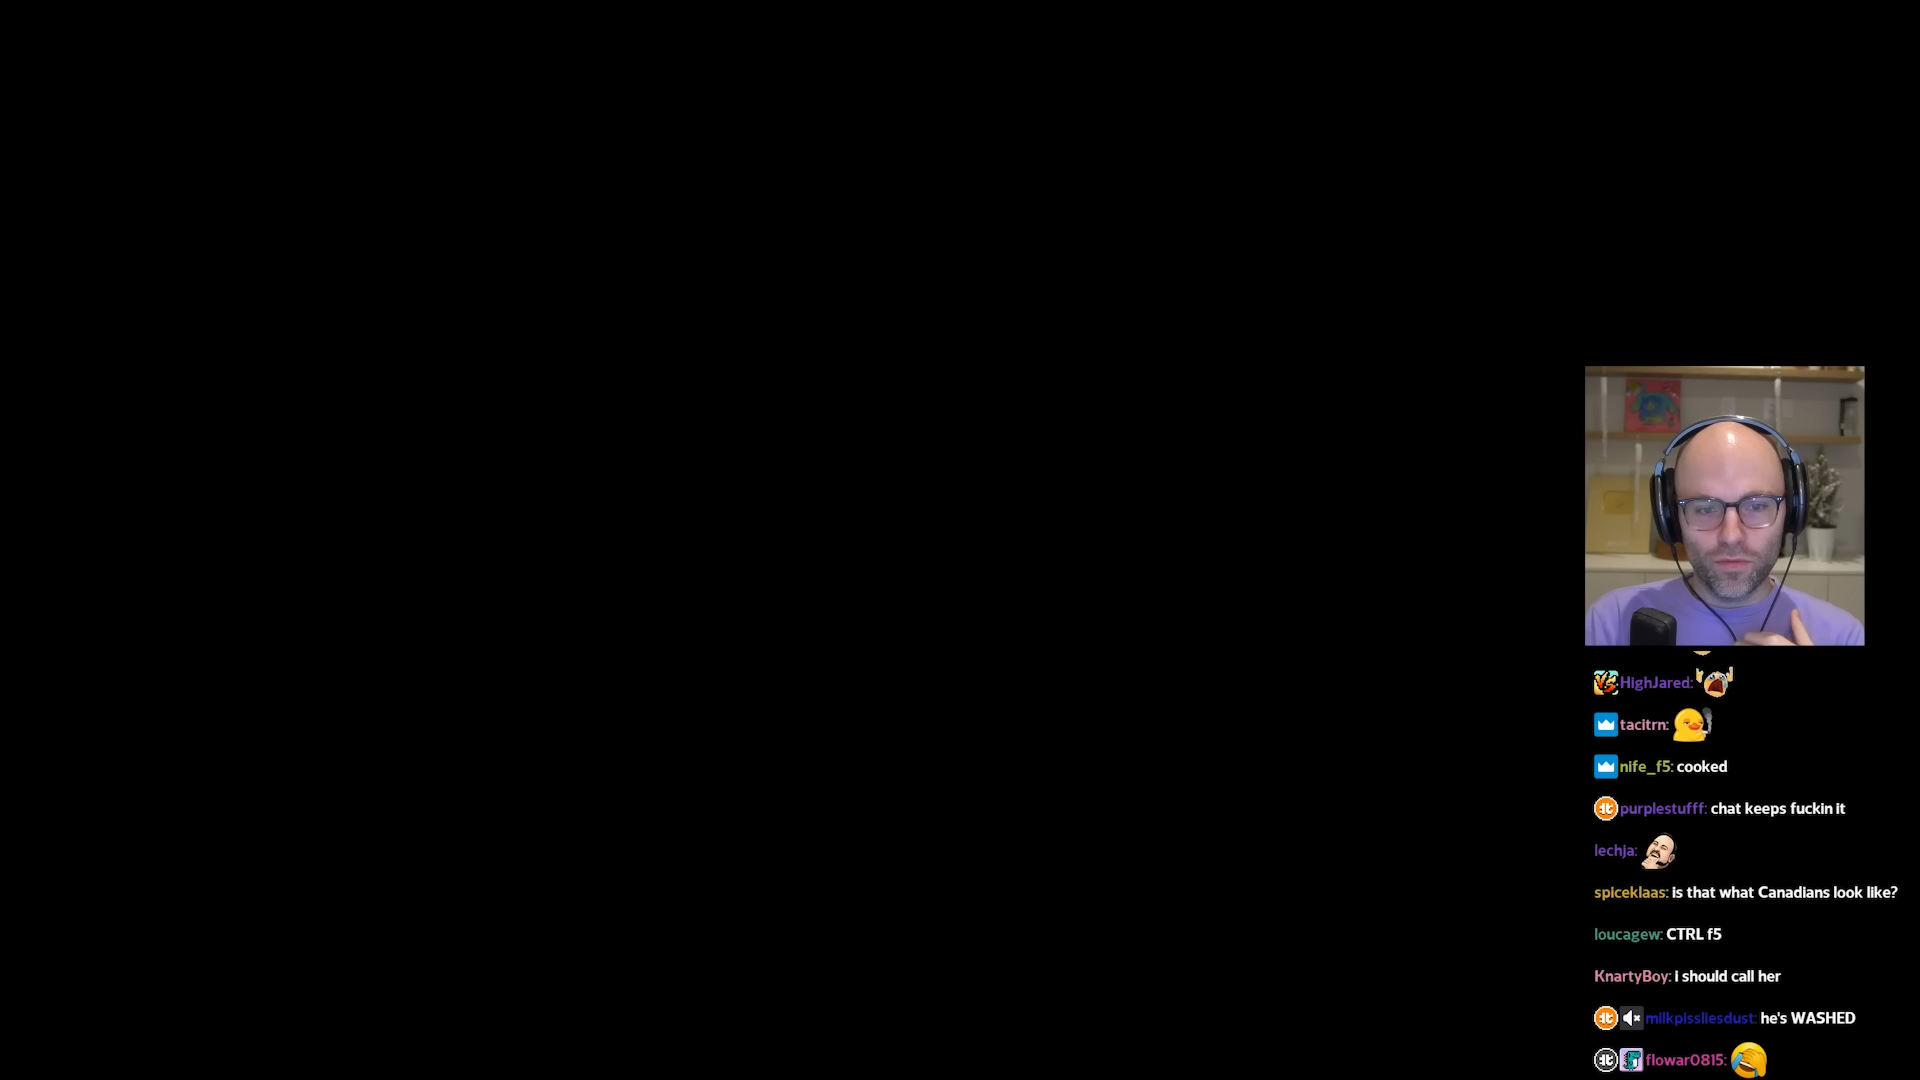 HighJared:
tacitrn:
nife_f5: cooked
purplestufff: chat keeps fuckin it
lechja:
spiceklaas: is that what Canadians look like?
loucagew: CTRL f5
KnartyBoy: i should call her
milkpissliesdust: he's WASHED
flowar0815: